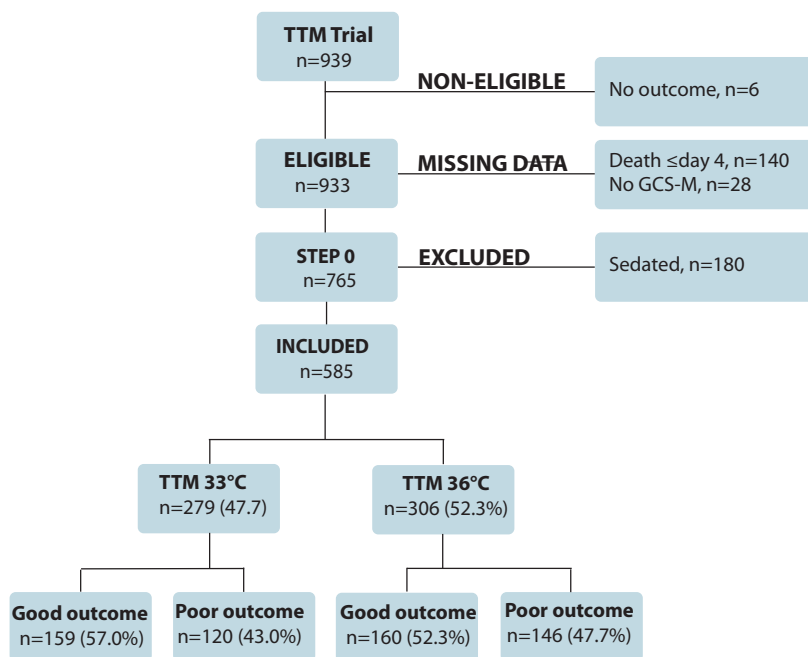 TTM Trial
n=939
NON-ELIGIBLE
No outcome, n=6
ELIGIBLE
n=933
MISSING DATA
Death ≤day 4, n=140
No GCS-M, n=28
STEP 0
n=765
EXCLUDED
Sedated, n=180
INCLUDED
n=585
TTM 33°C
n=279 (47.7)
TTM 36°C
n=306 (52.3%)
Good outcome
n=159 (57.0%)
Poor outcome
n=120 (43.0%)
Good outcome
n=160 (52.3%)
Poor outcome
n=146 (47.7%)